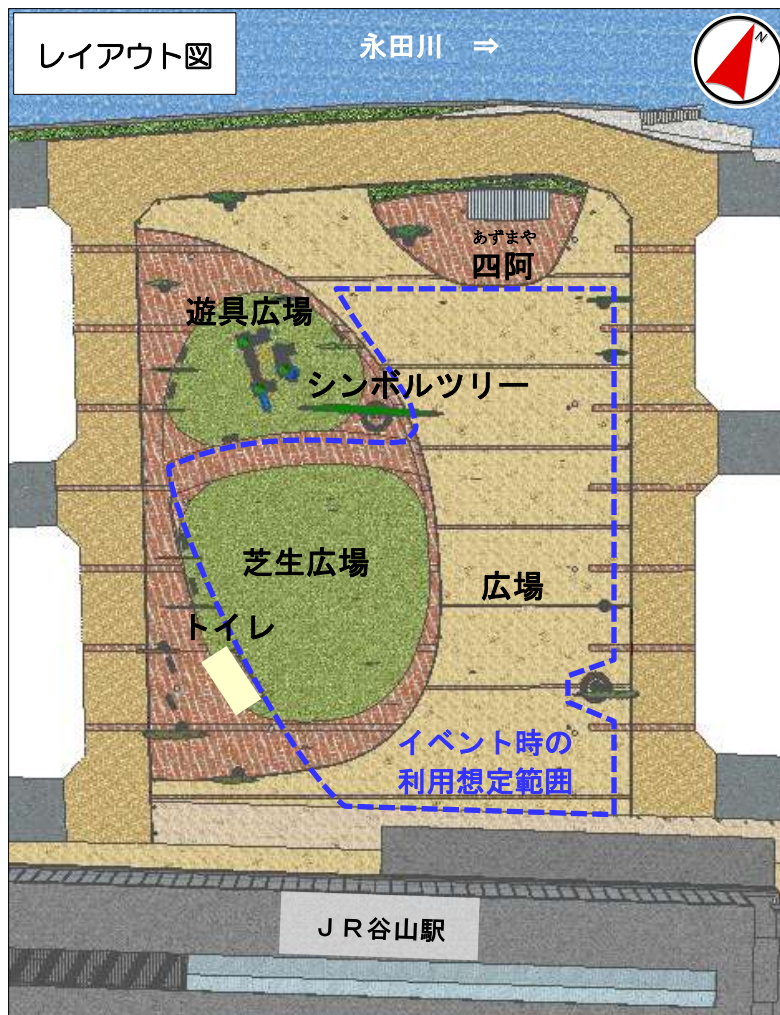 レイアウト図
永田川 ⇒
N
あずまや
四阿
遊具広場
シンボルツリー
芝生広場
広場
トイレ
イベント時の
利用想定範囲
ＪＲ谷山駅